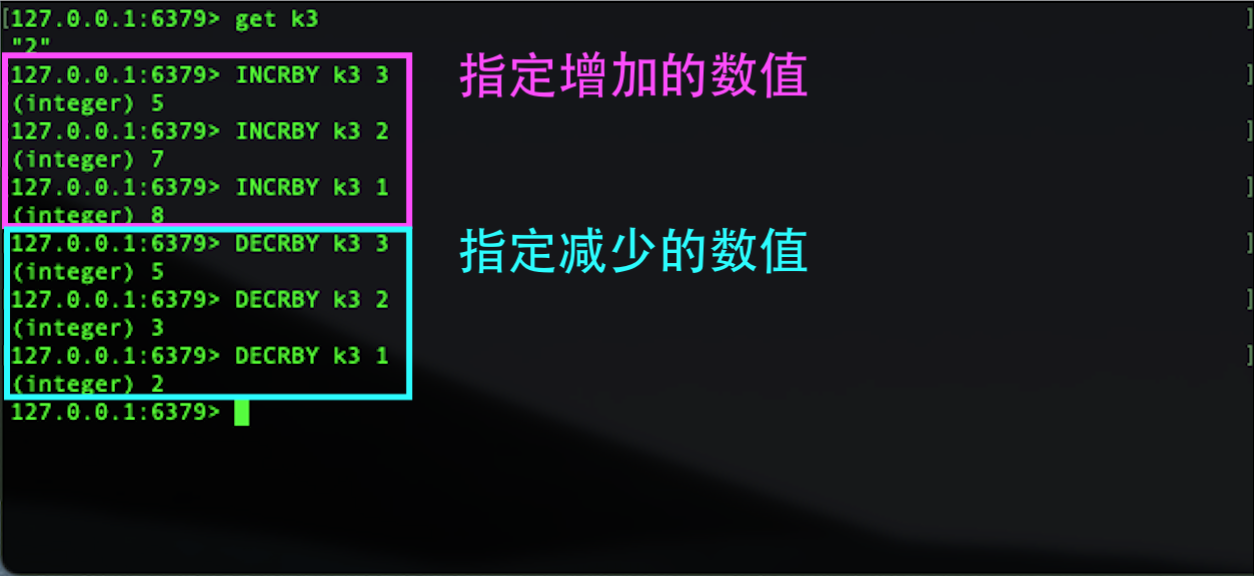 [127.0.0.1:6379> get k3 ]
"2"
127.0.0.1:6379> INCRBY k3 3 ]
指定增加的数值
(integer) 5
127.0.0.1:6379> INCRBY k3 2 ]
(integer) 7
127.0.0.1:6379> INCRBY k3 1 ]
(integer) 8
127.0.0.1:6379> DECRBY k3 3 ]
指定减少的数值
(integer) 5
127.0.0.1:6379> DECRBY k3 2 ]
(integer) 3
127.0.0.1:6379> DECRBY k3 1 ]
(integer) 2
127.0.0.1:6379>